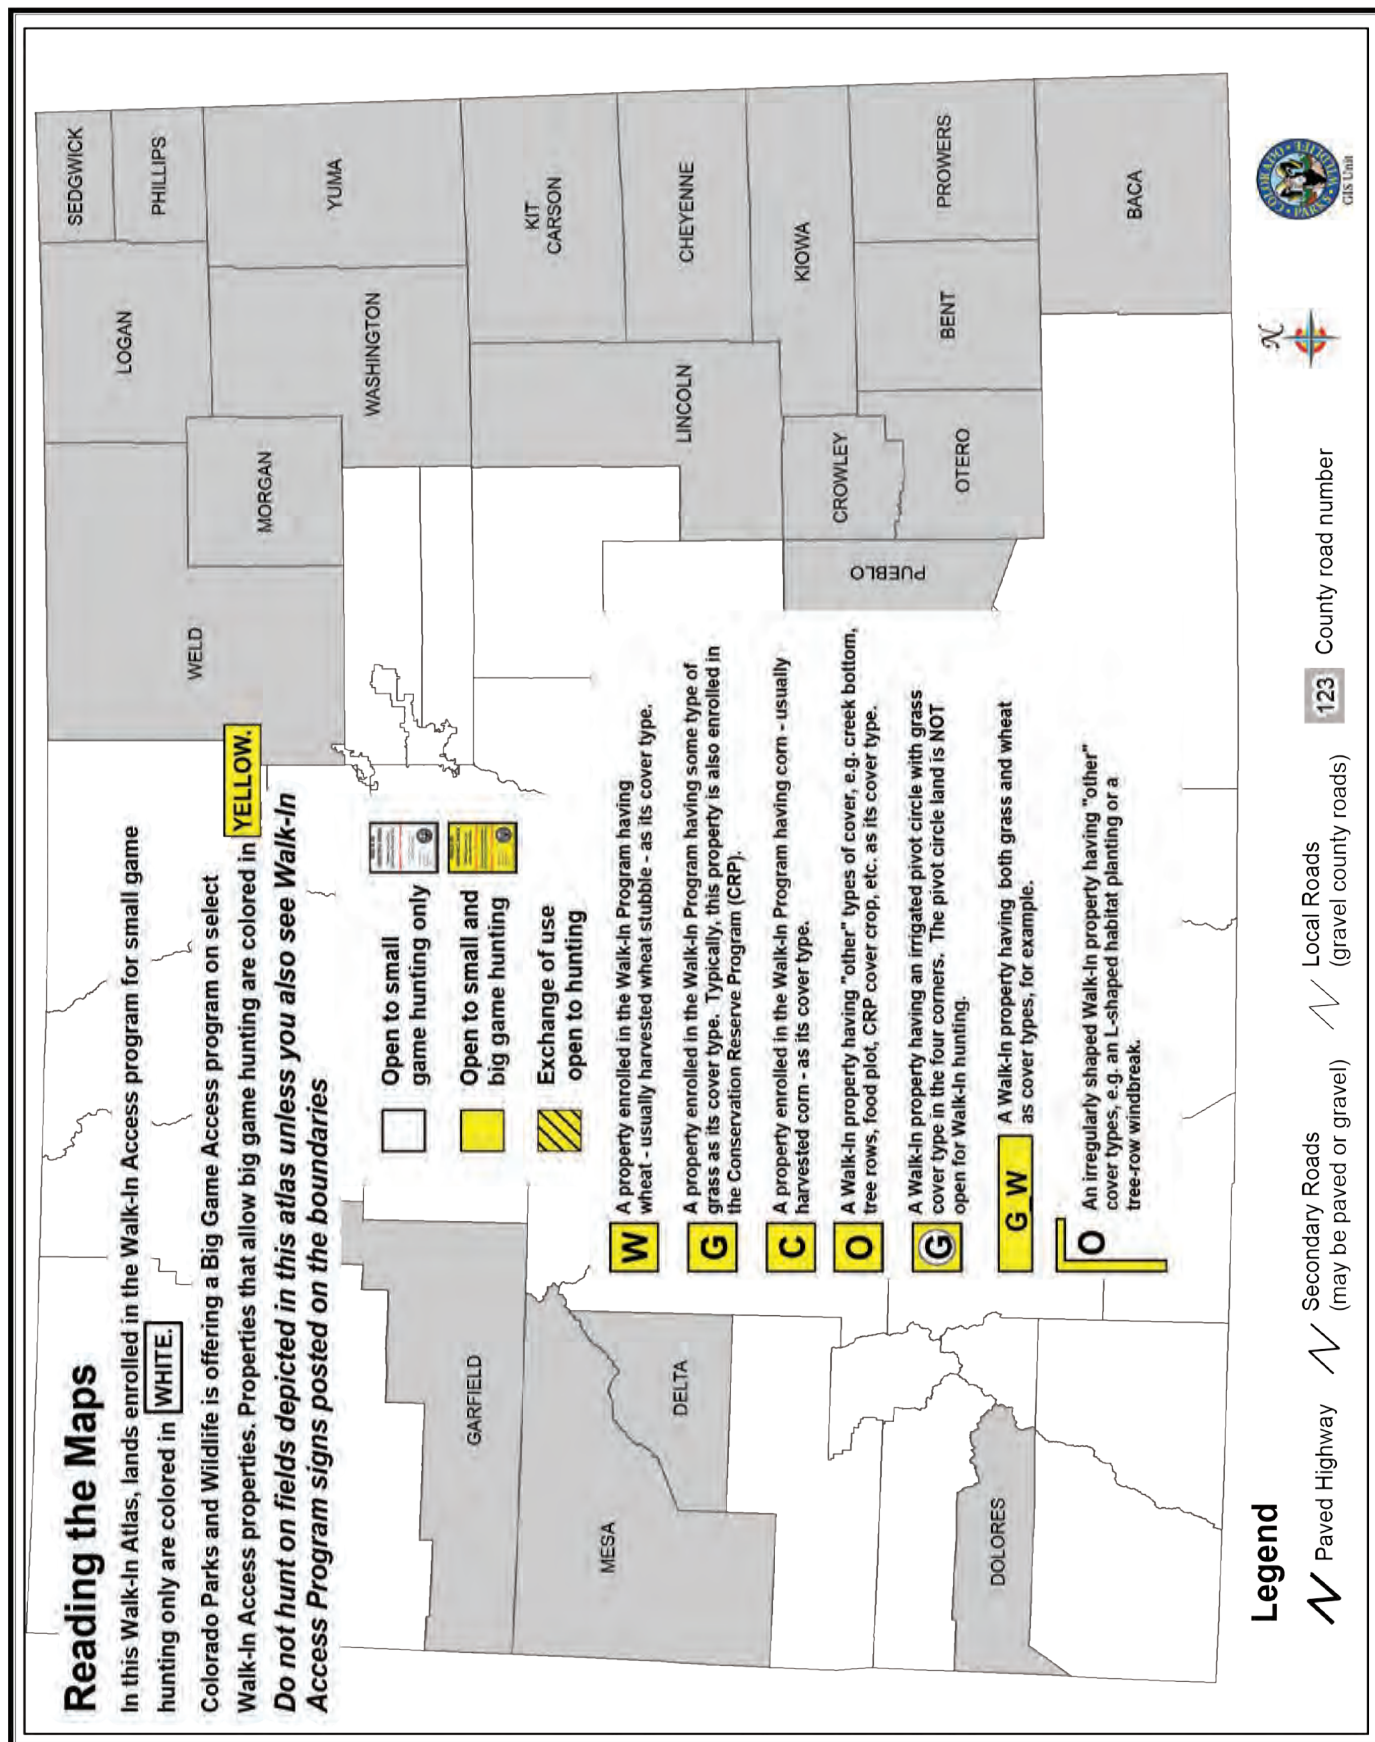 Reading the Maps
In this Walk-In Atlas, lands enrolled in the Walk-In Access program for small game
hunting only are colored in WHITE.
Colorado Parks and Wildlife is offering a Big Game Access program on select
Walk-In Access properties. Properties that allow big game hunting are colored in YELLOW.
Do not hunt on fields depicted in this atlas unless you also see Walk-In
Access Program signs posted on the boundaries
Open to small
game hunting only
Open to small and
big game hunting
Exchange of use
open to hunting
W
A property enrolled in the Walk-In Program having
wheat - usually harvested wheat stubble - as its cover type.
G
A property enrolled in the Walk-In Program having some type of
grass as its cover type. Typically, this property is also enrolled in
the Conservation Reserve Program (CRP).
C
A property enrolled in the Walk-In Program having corn - usually
harvested corn - as its cover type.
O
A Walk-In property having "other" types of cover, e.g. creek bottom,
tree rows, food plot, CRP cover crop, etc. as its cover type.
G
A Walk-In property having an irrigated pivot circle with grass
cover type in the four corners. The pivot circle land is NOT
open for Walk-In hunting.
G_W
A Walk-In property having both grass and wheat
as cover types, for example.
O
An irregularly shaped Walk-In property having "other"
cover types, e.g. an L-shaped habitat planting or a
tree-row windbreak.
GARFIELD
MESA
DELTA
DOLORES
WELD
MORGAN
LOGAN
SEDGWICK
PHILLIPS
YUMA
WASHINGTON
KIT
CARSON
LINCOLN
CHEYENNE
KIOWA
CROWLEY
PUEBLO
OTERO
BENT
PROWERS
BACA
Legend
Paved Highway
Secondary Roads
(may be paved or gravel)
Local Roads
(gravel county roads)
123
County road number
N
COLORADO
PARKS
WILDLIFE
GIS Unit